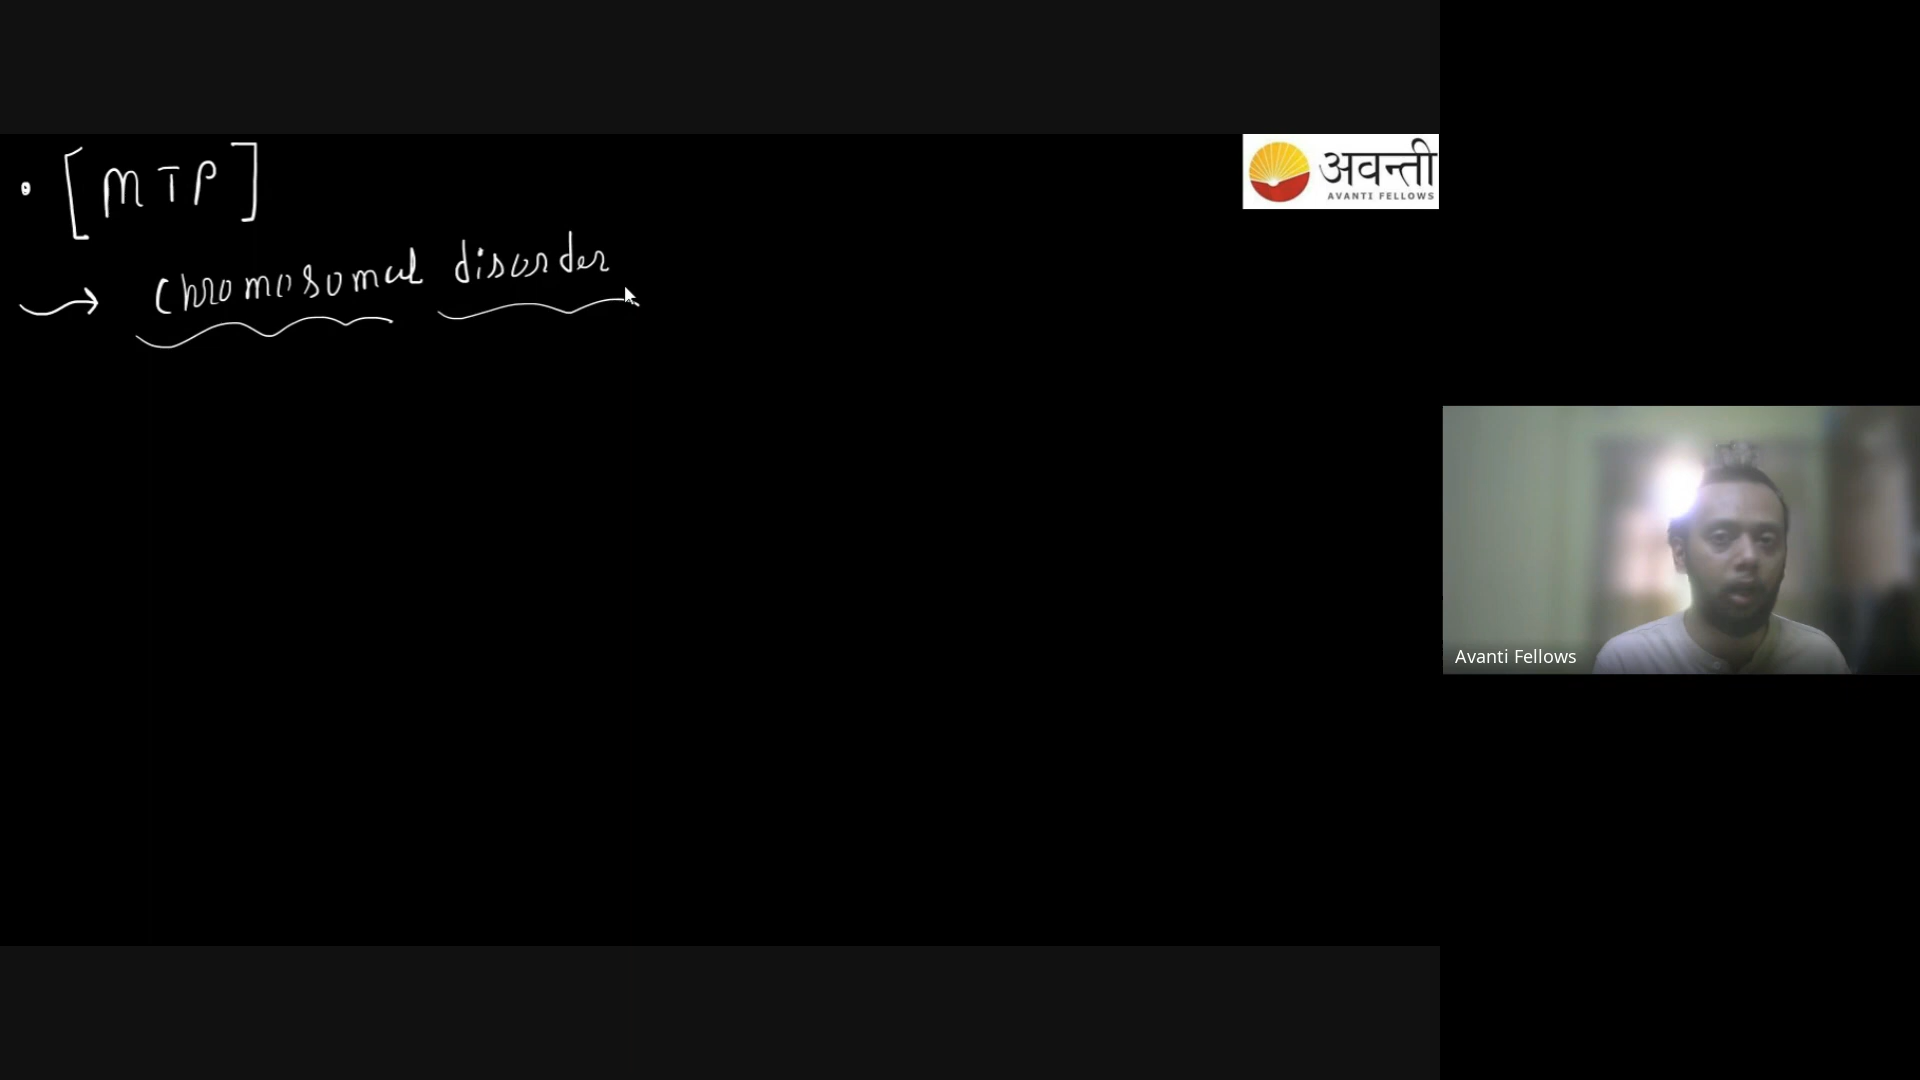 • [MTP]
→ Chromosomal disorder
अवन्ती
AVANTI FELLOWS
Avanti Fellows